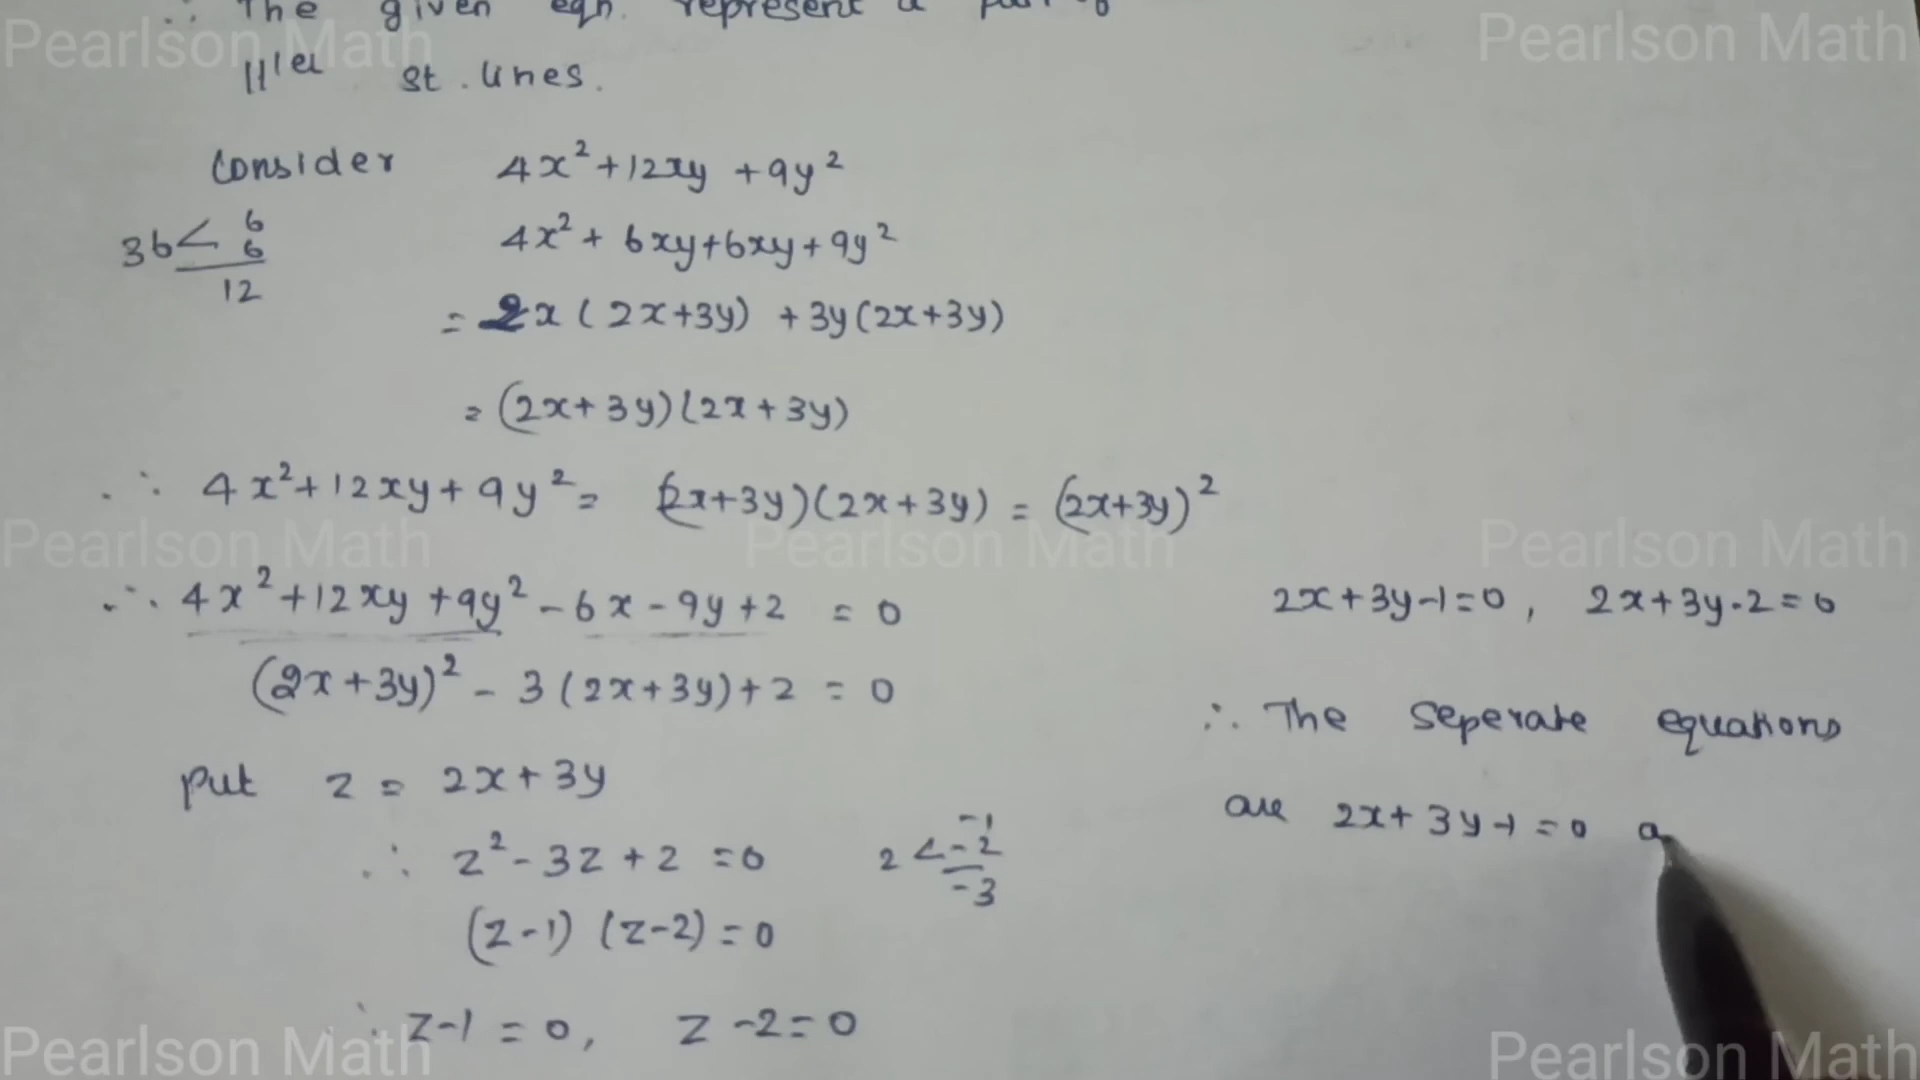 ∴ The given eqn. represent a
11lel st. lines.
Consider 4x²+12xy+9y²
36< 6 6 12
4x²+6xy+6xy+9y²
= 2x(2x+3y)+3y(2x+3y)
= (2x+3y)(2x+3y)
∴ 4x²+12xy+9y² = (2x+3y)(2x+3y) = (2x+3y)²
∴ 4x²+12xy+9y²-6x-9y+2 = 0
(2x+3y)² - 3(2x+3y)+2 = 0
put z = 2x+3y
∴ z²-3z+2 = 0
2< -1 -2 -3
(z-1) (z-2) = 0
∴ z-1 = 0, z-2 = 0
2x+3y-1=0, 2x+3y-2=0
∴ The seperate equations
are 2x+3y-1=0 a
Pearlson Math
Pearlson Math
Pearlson Math
Pearlson Math
Pearlson Math
Pearlson Math
Pearlson Math